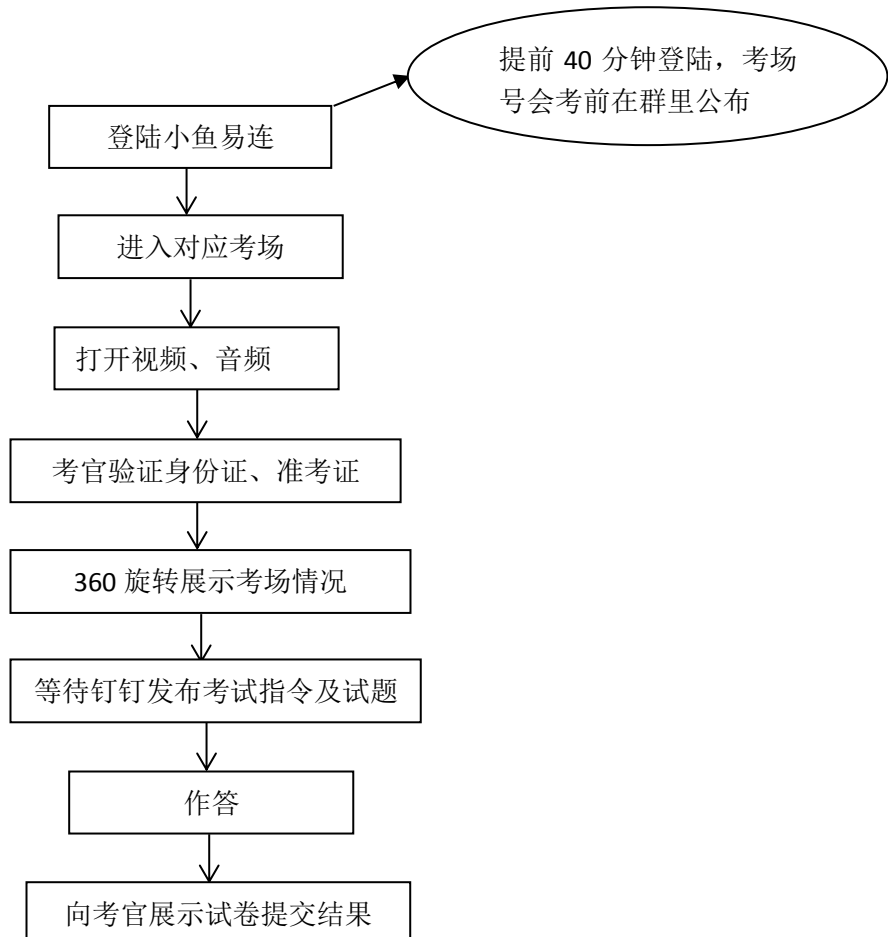 提前 40 分钟登陆，考场
号会考前在群里公布
登陆小鱼易连
进入对应考场
打开视频、音频
考官验证身份证、准考证
360 旋转展示考场情况
等待钉钉发布考试指令及试题
作答
向考官展示试卷提交结果